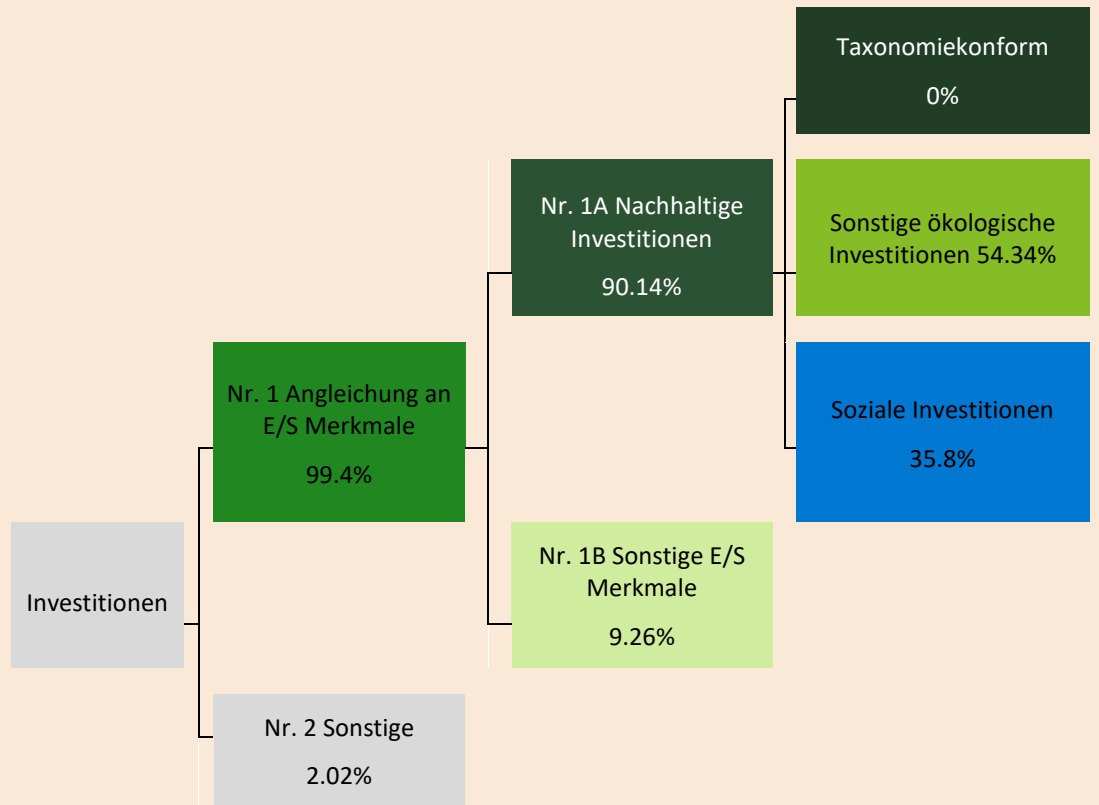 Taxonomiekonform
0%
Nr. 1A Nachhaltige
Investitionen
90.14%
Sonstige ökologische
Investitionen 54.34%
Nr. 1 Angleichung an
E/S Merkmale
99.4%
Soziale Investitionen
35.8%
Investitionen
Nr. 1B Sonstige E/S
Merkmale
9.26%
Nr. 2 Sonstige
2.02%